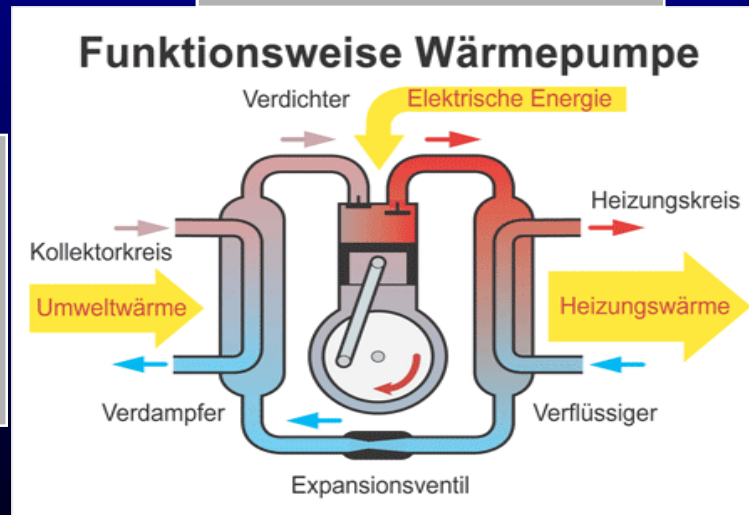 Funktionsweise Wärmepumpe
Verdichter
Elektrische Energie
Heizungskreis
Kollektorkreis
Umweltwärme
Heizungswärme
Verdampfer
Verflüssiger
Expansionsventil